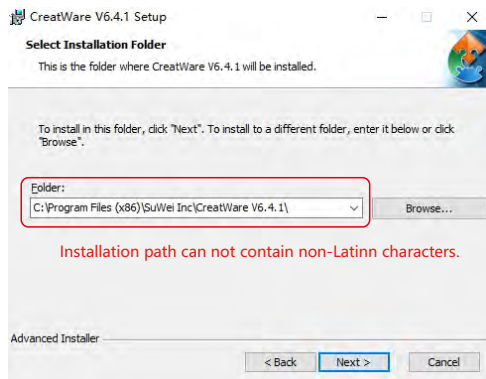 CreatWare V6.4.1 Setup
Select Installation Folder
This is the folder where CreatWare V6.4.1 will be installed.
To install in this folder, click "Next". To install to a different folder, enter it below or click
"Browse".
Folder:
C:\Program Files (x86)\SuWei Inc\CreatWare V6.4.1\
Browse...
Installation path can not contain non-Latinn characters.
Advanced Installer
< Back Next > Cancel